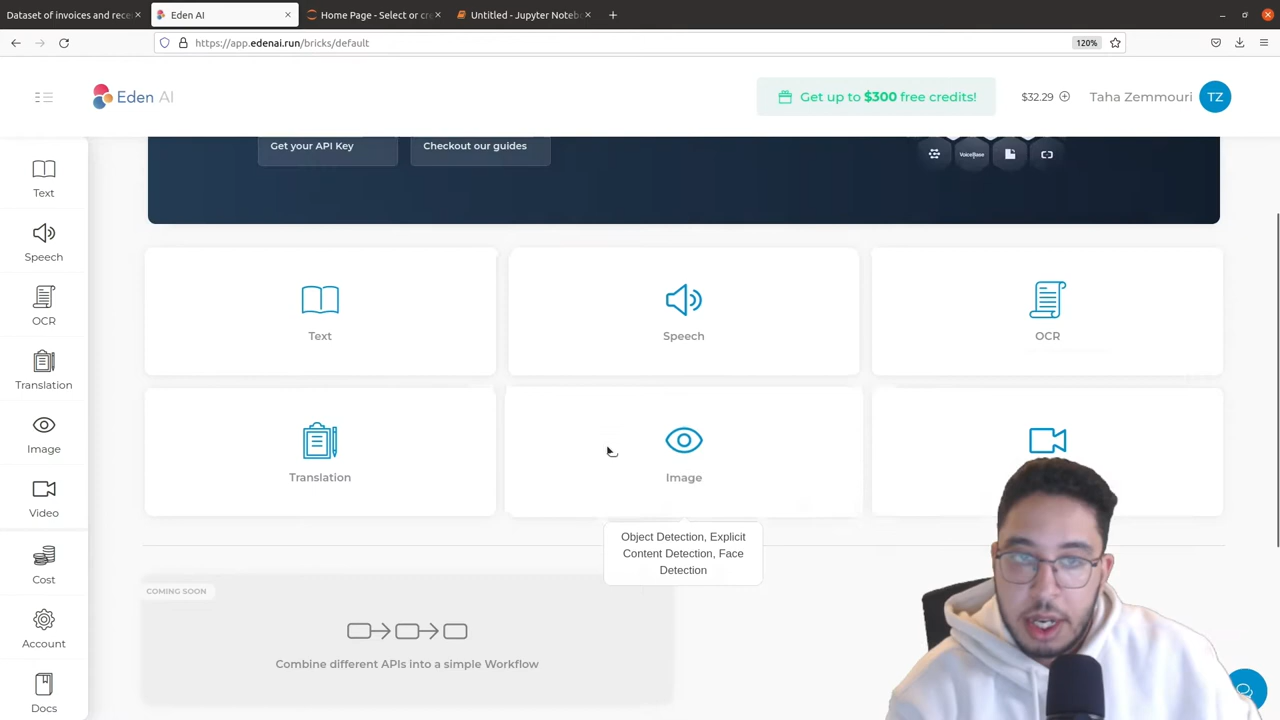 Dataset of invoices and rece
Eden AI
Home Page - Select or cre
Untitled - Jupyter Notebo
https://app.edenai.run/bricks/default
120%
Eden AI
Get up to $300 free credits!
$32.29
Taha Zemmouri
TZ
Get your API Key
Checkout our guides
VoiceBase
Text
Speech
OCR
Translation
Image
Video
Cost
Account
Docs
Text
Speech
OCR
Translation
Image
Object Detection, Explicit
Content Detection, Face
Detection
COMING SOON
Combine different APIs into a simple Workflow